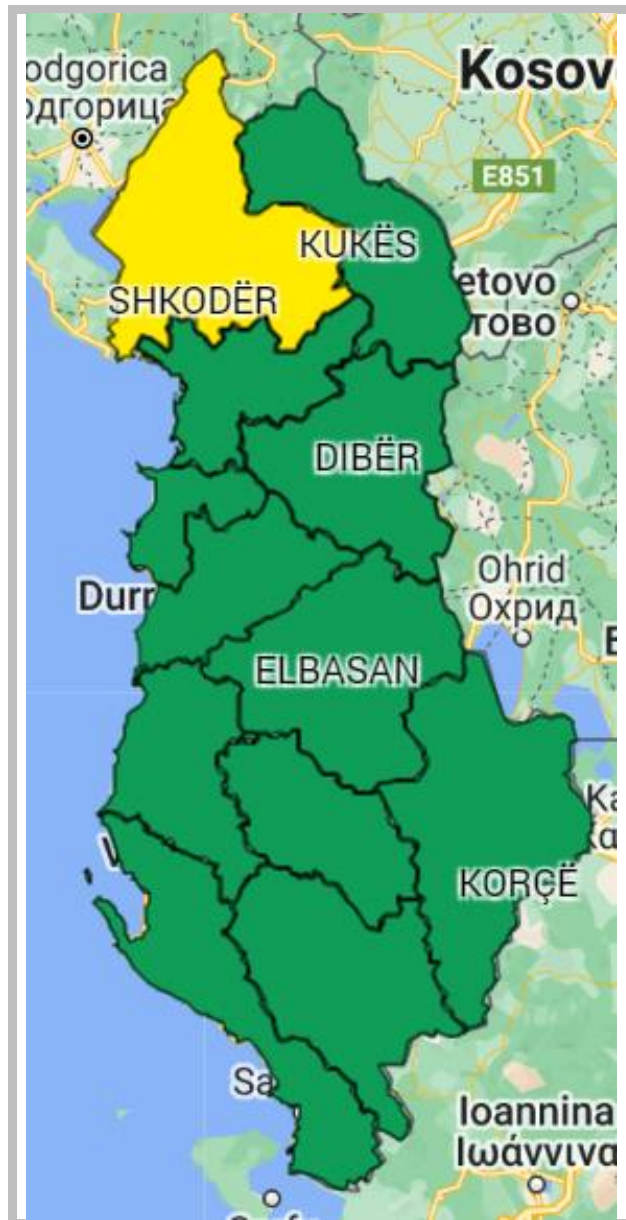 odgorica
одгорица
Kosov
E851
KUKËS
SHKODËR
etovo
тово
DIBËR
Ohrid
Охрид
Durr
ELBASAN
KORÇË
Sa
Ioannina
Ιωάννινα